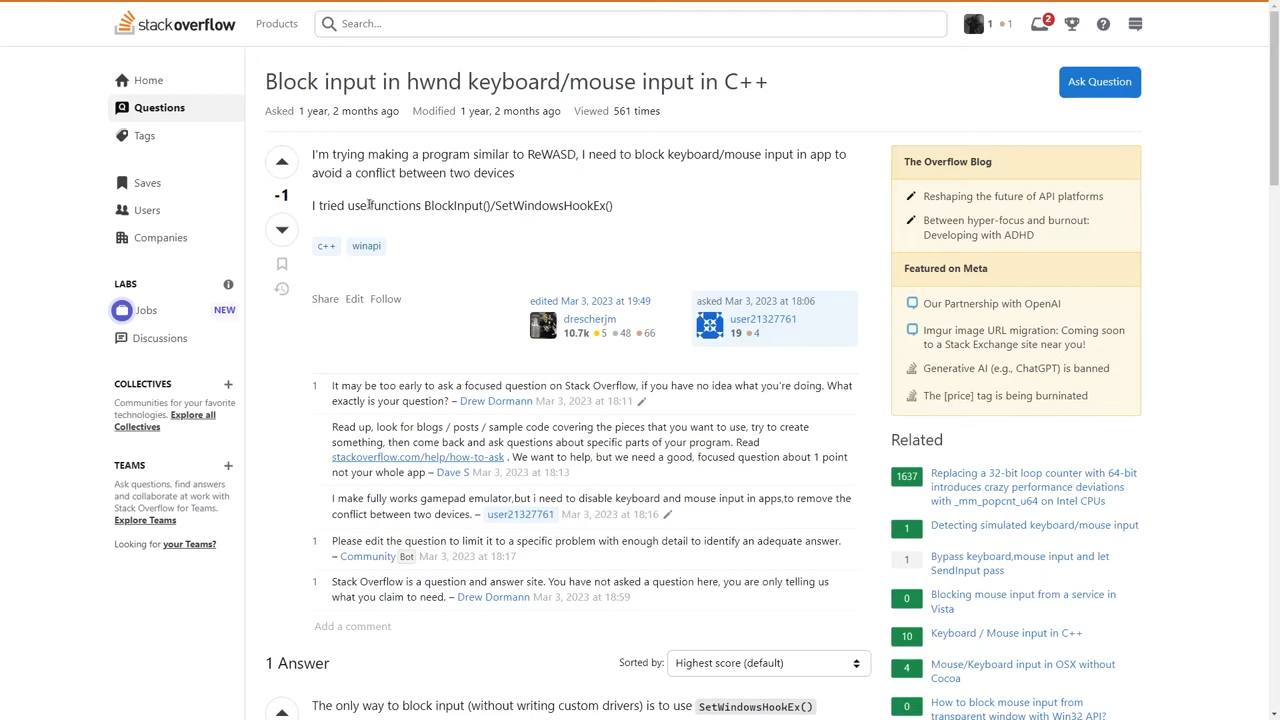 stackoverflow
Products
Search...
1 1
2
Home
Questions
Tags
Saves
Users
Companies
LABS
Jobs NEW
Discussions
COLLECTIVES
Communities for your favorite
technologies. Explore all
Collectives
TEAMS
Ask questions, find answers
and collaborate at work with
Stack Overflow for Teams.
Explore Teams
Looking for your Teams?
Block input in hwnd keyboard/mouse input in C++
Ask Question
Asked 1 year, 2 months ago Modified 1 year, 2 months ago Viewed 561 times
-1
I'm trying making a program similar to ReWASD, I need to block keyboard/mouse input in app to
avoid a conflict between two devices
I tried use functions BlockInput()/SetWindowsHookEx()
c++ winapi
Share Edit Follow
edited Mar 3, 2023 at 19:49
drescherjm
10.7k 5 48 66
asked Mar 3, 2023 at 18:06
user21327761
19 4
1 It may be too early to ask a focused question on Stack Overflow, if you have no idea what you're doing. What
exactly is your question? – Drew Dormann Mar 3, 2023 at 18:11
Read up, look for blogs / posts / sample code covering the pieces that you want to use, try to create
something, then come back and ask questions about specific parts of your program. Read
stackoverflow.com/help/how-to-ask . We want to help, but we need a good, focused question about 1 point
not your whole app – Dave S Mar 3, 2023 at 18:13
I make fully works gamepad emulator,but i need to disable keyboard and mouse input in apps,to remove the
conflict between two devices. – user21327761 Mar 3, 2023 at 18:16
1 Please edit the question to limit it to a specific problem with enough detail to identify an adequate answer.
– Community Bot Mar 3, 2023 at 18:17
1 Stack Overflow is a question and answer site. You have not asked a question here, you are only telling us
what you claim to need. – Drew Dormann Mar 3, 2023 at 18:59
Add a comment
1 Answer
Sorted by: Highest score (default)
The only way to block input (without writing custom drivers) is to use SetWindowsHookEx()
The Overflow Blog
Reshaping the future of API platforms
Between hyper-focus and burnout:
Developing with ADHD
Featured on Meta
Our Partnership with OpenAI
Imgur image URL migration: Coming soon
to a Stack Exchange site near you!
Generative AI (e.g., ChatGPT) is banned
The [price] tag is being burninated
Related
1637 Replacing a 32-bit loop counter with 64-bit
introduces crazy performance deviations
with _mm_popcnt_u64 on Intel CPUs
1 Detecting simulated keyboard/mouse input
1 Bypass keyboard,mouse input and let
SendInput pass
0 Blocking mouse input from a service in
Vista
10 Keyboard / Mouse input in C++
4 Mouse/Keyboard input in OSX without
Cocoa
0 How to block mouse input from
transparent window with Win32 API?